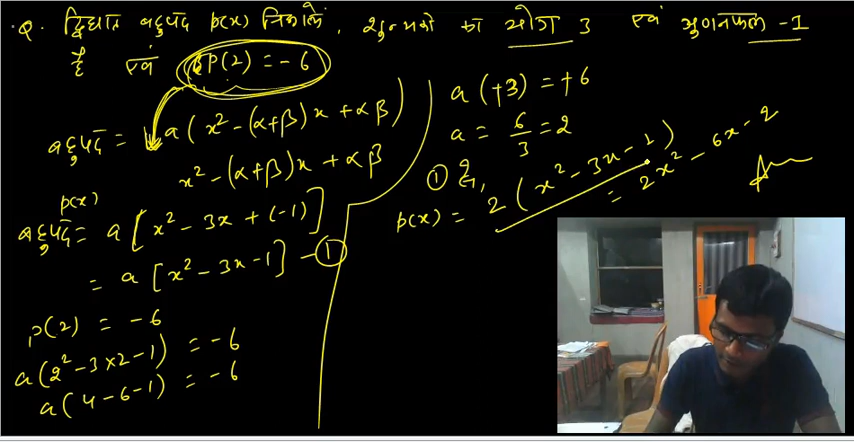 Q. द्विघात बहुपद p(x) निकालें, शून्यकों का योग 3 एवं गुणनफल -1
है एवं P(2) = -6
बहुपद = a(x² - (α+β)x + αβ)
x² - (α+β)x + αβ
p(x)
बहुपद = a[x² - 3x + (-1)]
= a[x² - 3x - 1] - ①
p(2) = -6
a(2² - 3×2 - 1) = -6
a(4 - 6 - 1) = -6
a(+3) = +6
a = 6/3 = 2
① से,
p(x) = 2(x² - 3x - 1)
= 2x² - 6x - 2